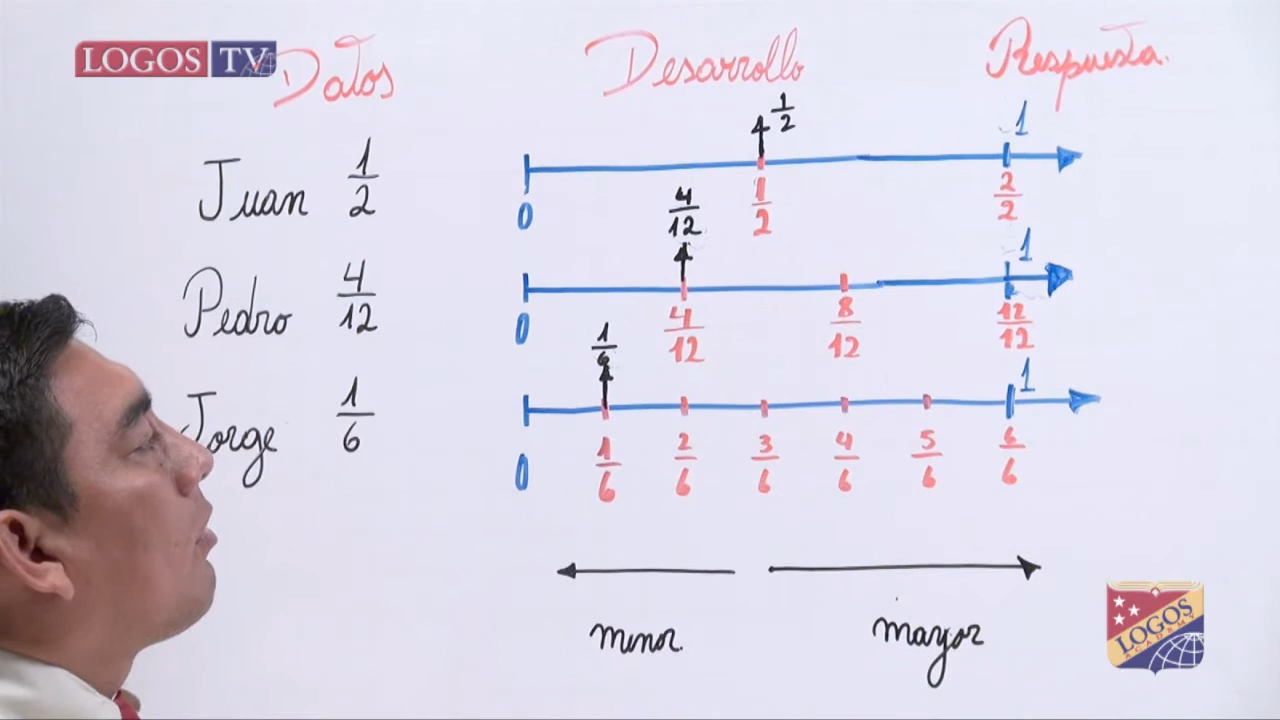 LOGOS TV
Datos Desarrollo Respuesta.
Juan 1/2
1/2 1
0 1/2 2/2
Pedro 4/12
4/12 1
0 4/12 8/12 12/12
Jorge 1/6
1/6 1
0 1/6 2/6 3/6 4/6 5/6 6/6
minor. mayor
LOGOS
ACADEMY